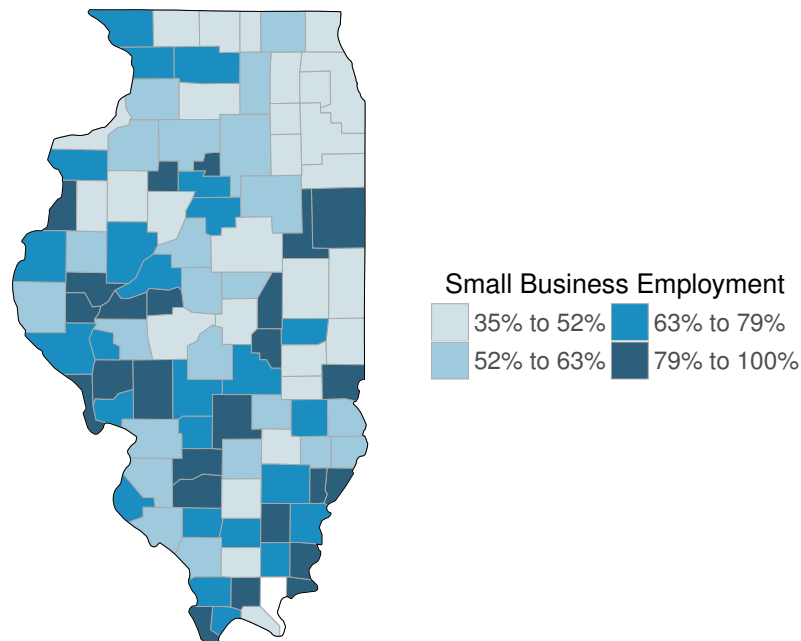 Small Business Employment
35% to 52% 63% to 79%
52% to 63% 79% to 100%